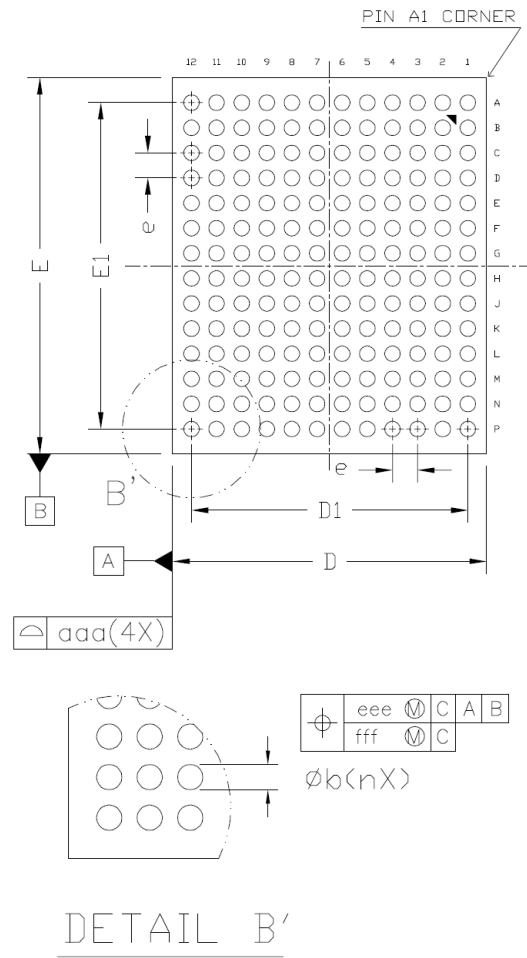 PIN A1 CORNER
12 11 10 9 8 7 6 5 4 3 2 1
A
B
C
D
E
F
G
H
J
K
L
M
N
P
e
E
E1
B'
e
B
D1
A
D
aaa(4X)
eee Ⓜ C A B
fff Ⓜ C
Øb(nX)
DETAIL B'